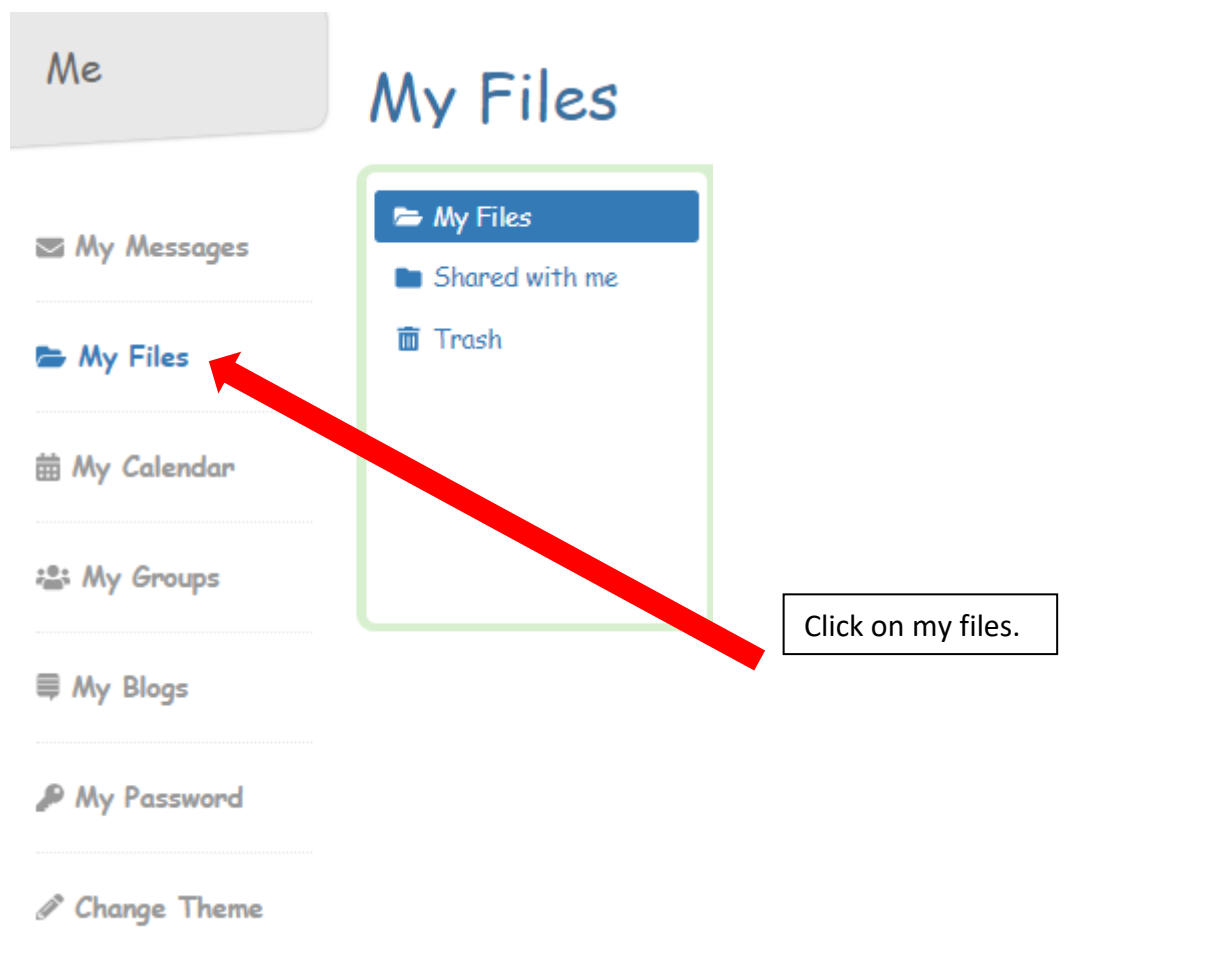 Me
My Files
My Messages
My Files
My Calendar
My Groups
My Blogs
My Password
Change Theme
My Files
Shared with me
Trash
Click on my files.